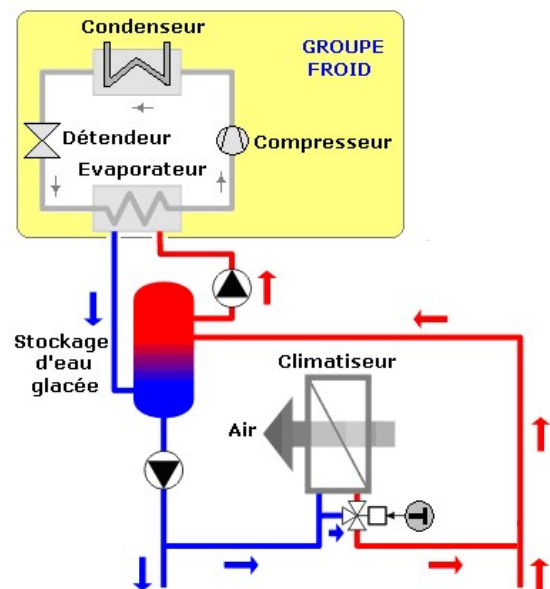 Condenseur
GROUPE
FROID
Détendeur
Compresseur
Evaporateur
Stockage
d'eau
glacée
Climatiseur
Air
T